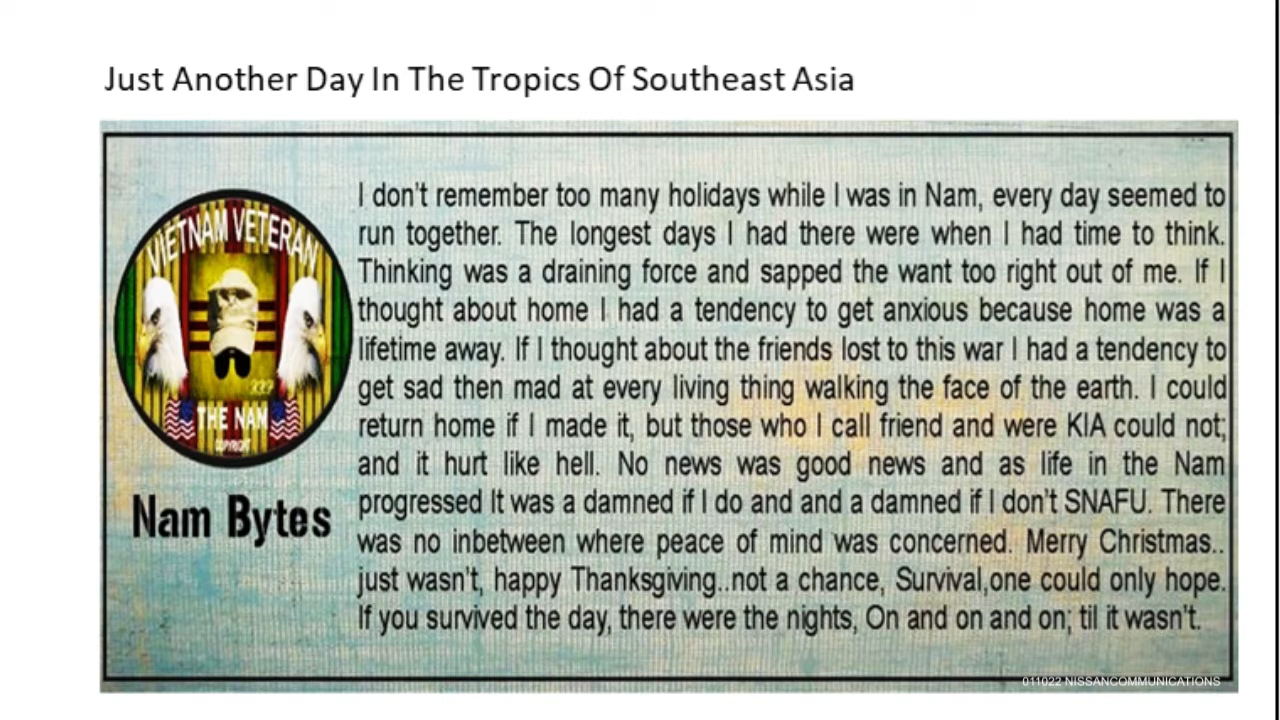 Just Another Day In The Tropics Of Southeast Asia
VIETNAM VETERAN
???
THE NAM
COPYRIGHT
Nam Bytes
I don't remember too many holidays while I was in Nam, every day seemed to
run together. The longest days I had there were when I had time to think.
Thinking was a draining force and sapped the want too right out of me. If I
thought about home I had a tendency to get anxious because home was a
lifetime away. If I thought about the friends lost to this war I had a tendency to
get sad then mad at every living thing walking the face of the earth. I could
return home if I made it, but those who I call friend and were KIA could not;
and it hurt like hell. No news was good news and as life in the Nam
progressed It was a damned if I do and and a damned if I don't SNAFU. There
was no inbetween where peace of mind was concerned. Merry Christmas..
just wasn't, happy Thanksgiving..not a chance, Survival,one could only hope.
If you survived the day, there were the nights, On and on and on; til it wasn't.
011022 NISSANCOMMUNICATIONS